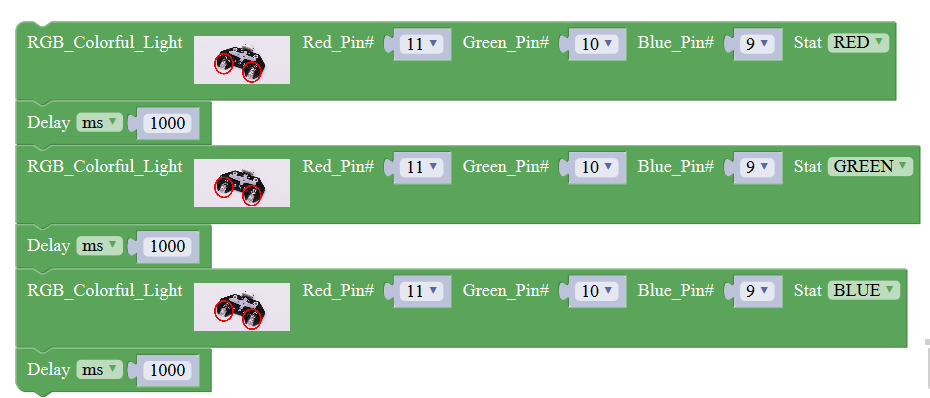 RGB_Colorful_Light Red_Pin# 11 Green_Pin# 10 Blue_Pin# 9 Stat RED
Delay ms 1000
RGB_Colorful_Light Red_Pin# 11 Green_Pin# 10 Blue_Pin# 9 Stat GREEN
Delay ms 1000
RGB_Colorful_Light Red_Pin# 11 Green_Pin# 10 Blue_Pin# 9 Stat BLUE
Delay ms 1000